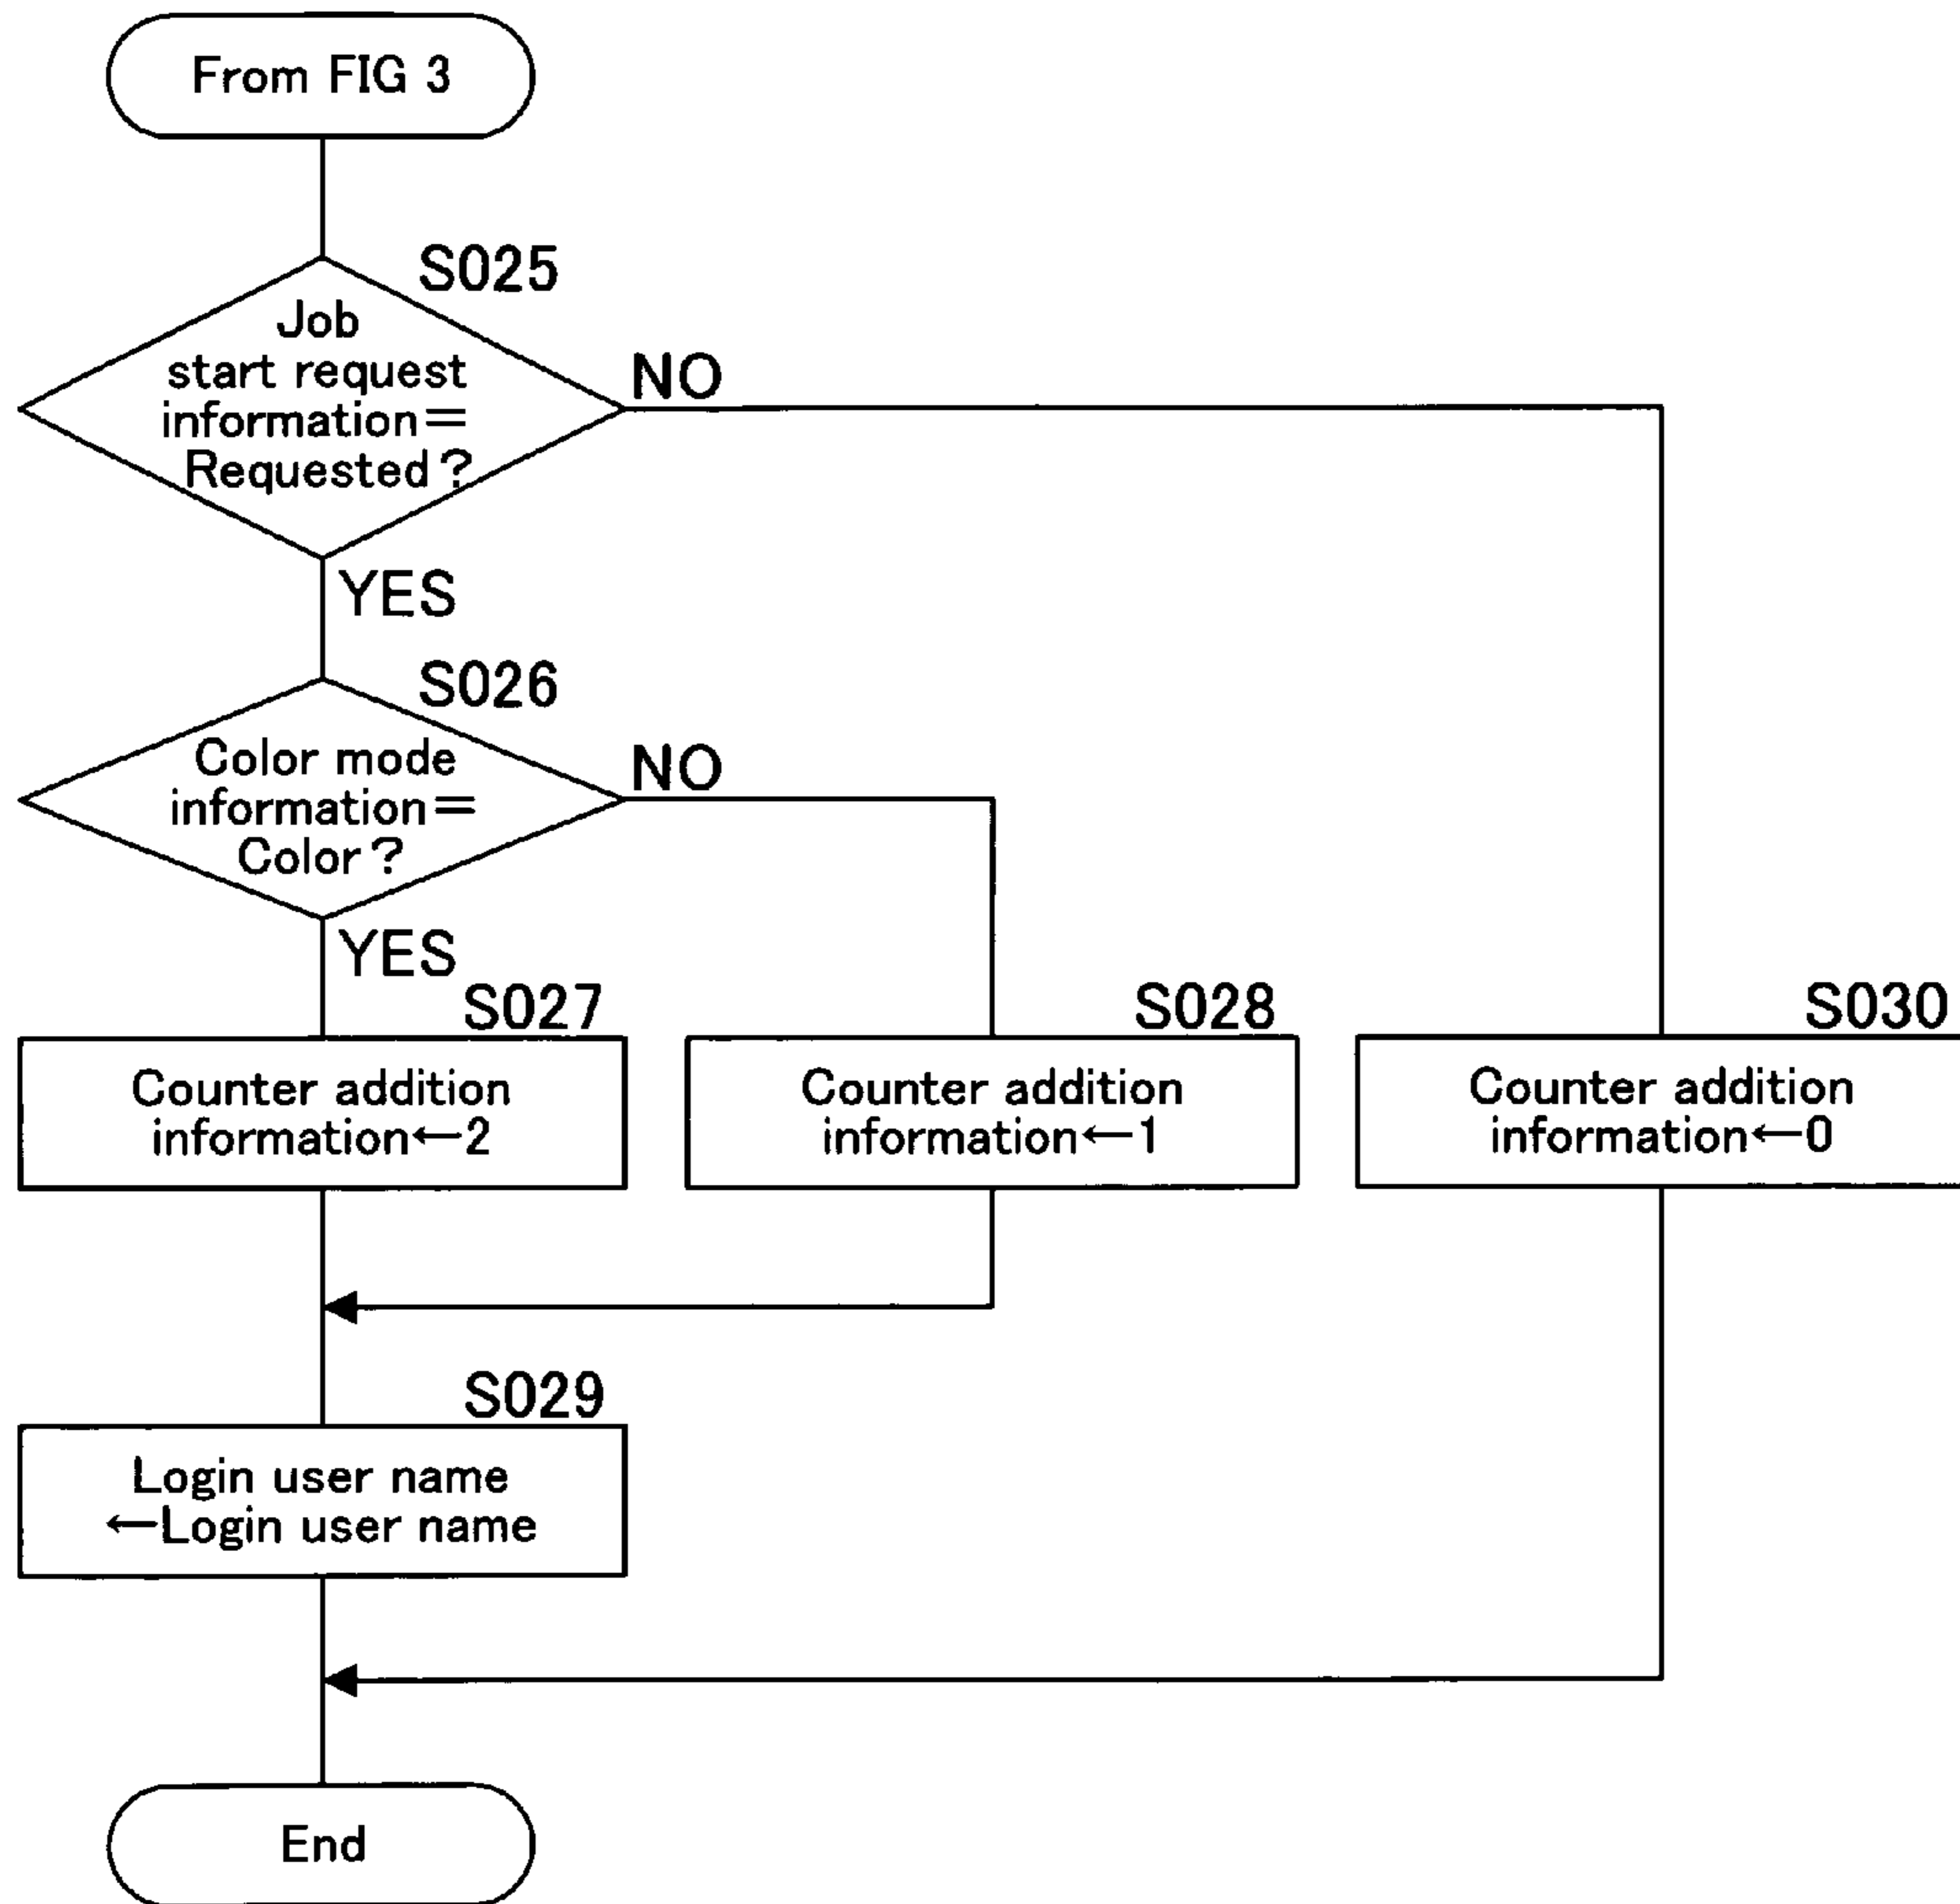 From FIG 3
S025
Job
start request
information=
Requested?
NO
YES
S026
Color mode
information=
Color?
NO
YES
S027
Counter addition
information←2
S028
Counter addition
information←1
S030
Counter addition
information←0
S029
Login user name
←Login user name
End